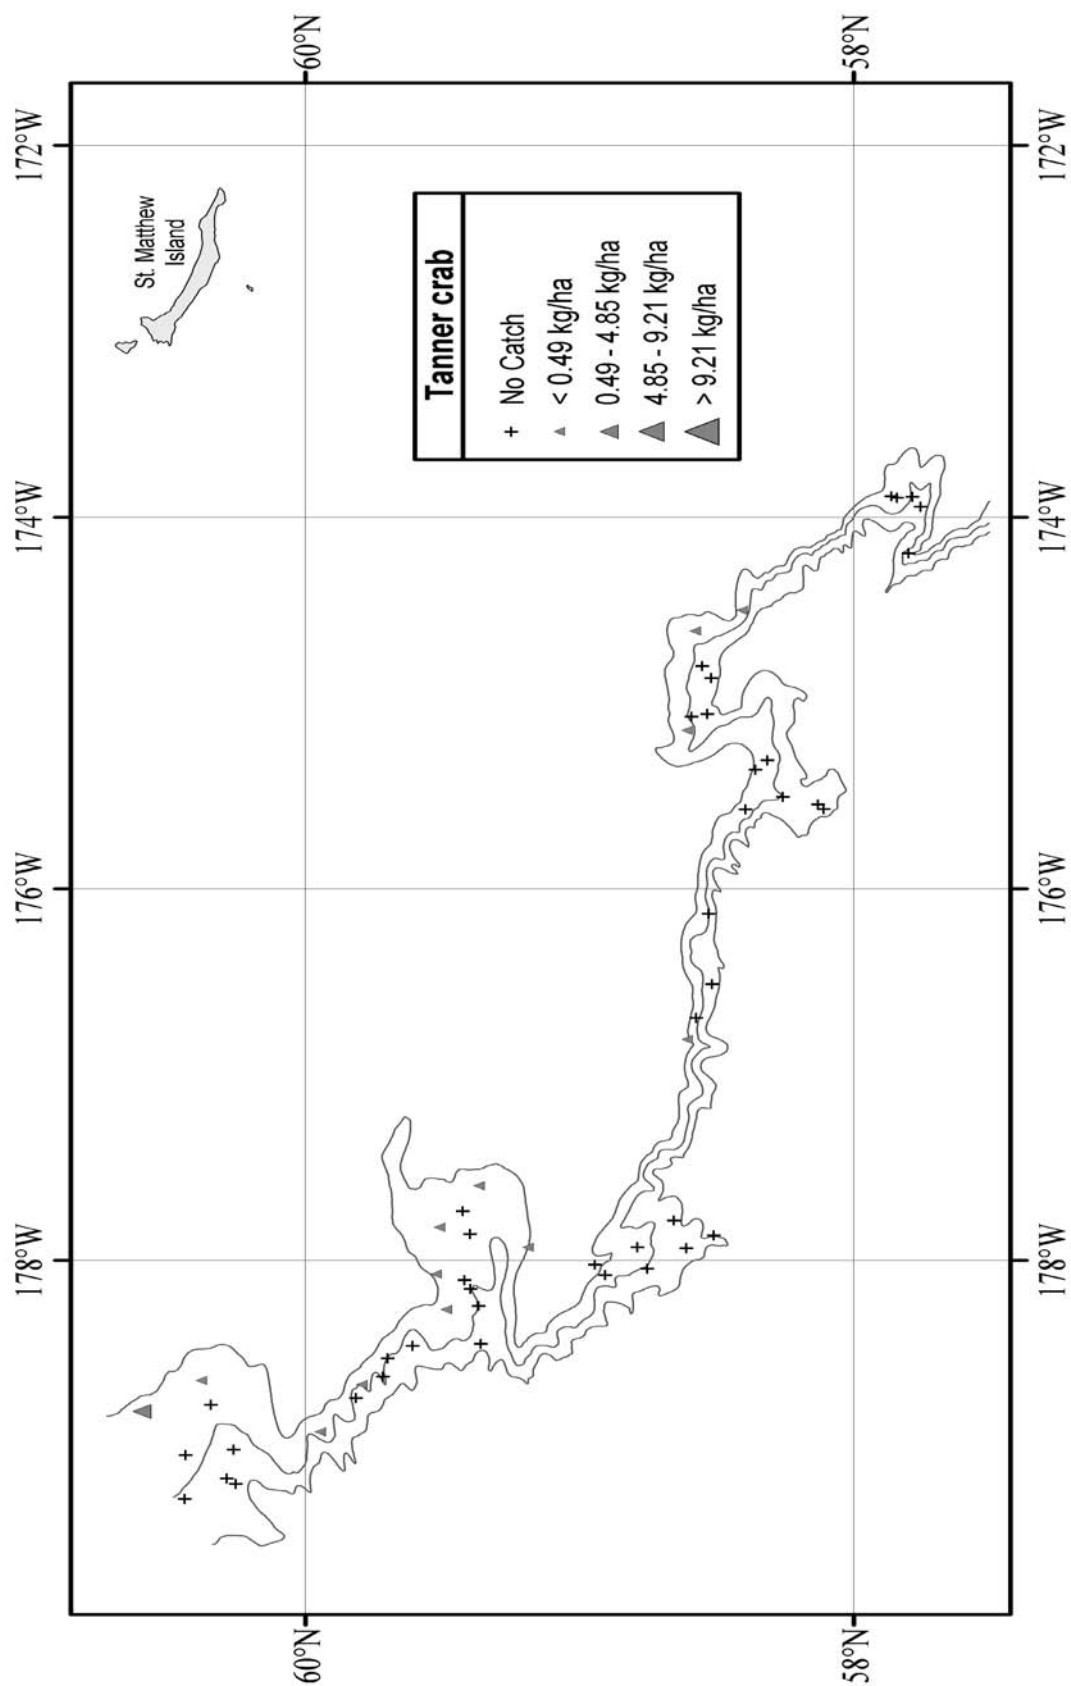 178°W
176°W
174°W
172°W
60°N
60°N
St. Matthew
Island
Tanner crab
No Catch
< 0.49 kg/ha
0.49 - 4.85 kg/ha
4.85 - 9.21 kg/ha
> 9.21 kg/ha
58°N
58°N
178°W
176°W
174°W
172°W